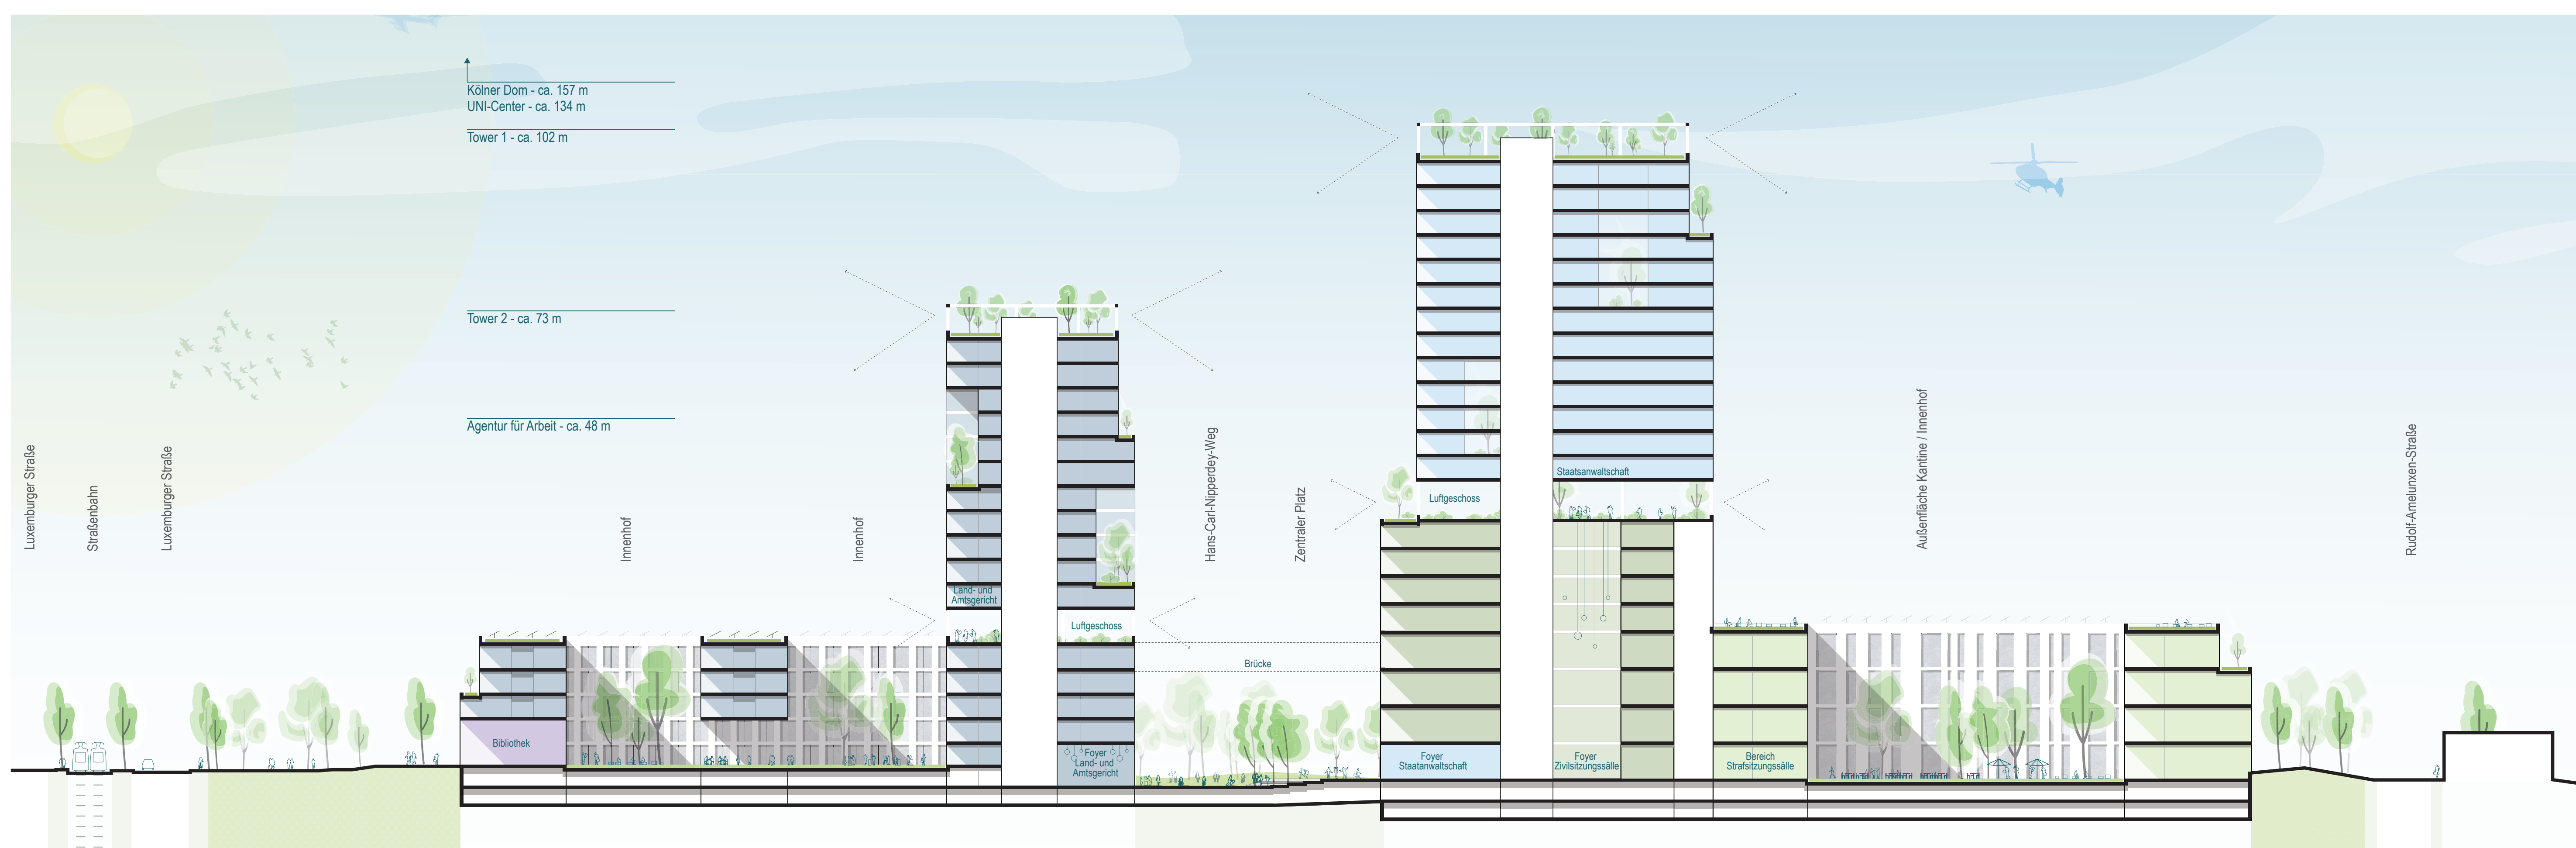 Kölner Dom - ca. 157 m
UNI-Center - ca. 134 m
Tower 1 - ca. 102 m
Tower 2 - ca. 73 m
Agentur für Arbeit - ca. 48 m
Luxemburger Straße
Straßenbahn
Luxemburger Straße
Innenhof
Innenhof
Hans-Carl-Nipperdey-Weg
Zentraler Platz
Außenfläche Kantine / Innenhof
Rudolf-Amelunxen-Straße
Staatsanwaltschaft
Luftgeschoss
Land- und
Amtsgericht
Luftgeschoss
Brücke
Bibliothek
Foyer
Land- und
Amtsgericht
Foyer
Staatsanwaltschaft
Foyer
Zivilsitzungssälle
Bereich
Strafsitzungssälle